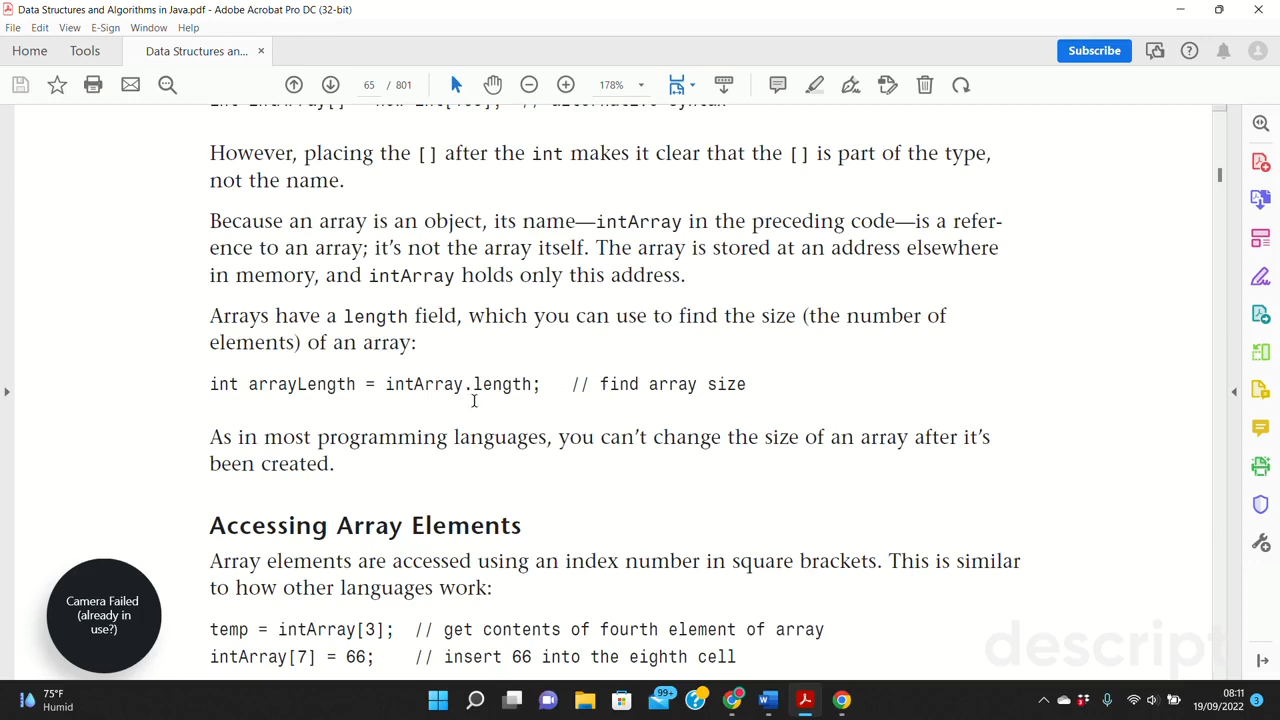 Data Structures and Algorithms in Java.pdf - Adobe Acrobat Pro DC (32-bit)
File Edit View E-Sign Window Help
Home Tools Data Structures an... × Subscribe
65 / 801 178%
However, placing the [] after the int makes it clear that the [] is part of the type,
not the name.
Because an array is an object, its name—intArray in the preceding code—is a refer-
ence to an array; it's not the array itself. The array is stored at an address elsewhere
in memory, and intArray holds only this address.
Arrays have a length field, which you can use to find the size (the number of
elements) of an array:
int arrayLength = intArray.length; // find array size
As in most programming languages, you can't change the size of an array after it's
been created.
Accessing Array Elements
Array elements are accessed using an index number in square brackets. This is similar
to how other languages work:
temp = intArray[3]; // get contents of fourth element of array
intArray[7] = 66; // insert 66 into the eighth cell
Camera Failed
(already in
use?)
descript
75°F
Humid
99+
08:11
19/09/2022
3